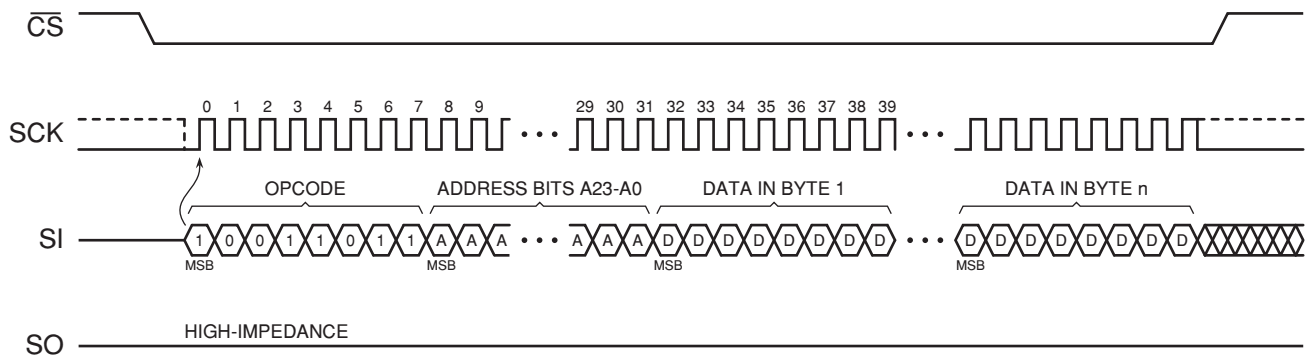 CS
0 1 2 3 4 5 6 7 8 9 29 30 31 32 33 34 35 36 37 38 39
SCK
OPCODE ADDRESS BITS A23-A0 DATA IN BYTE 1 DATA IN BYTE n
SI 1 0 0 1 1 0 1 1 A A A A A A D D D D D D D D D D D D D D D D
MSB MSB MSB MSB
HIGH-IMPEDANCE
SO